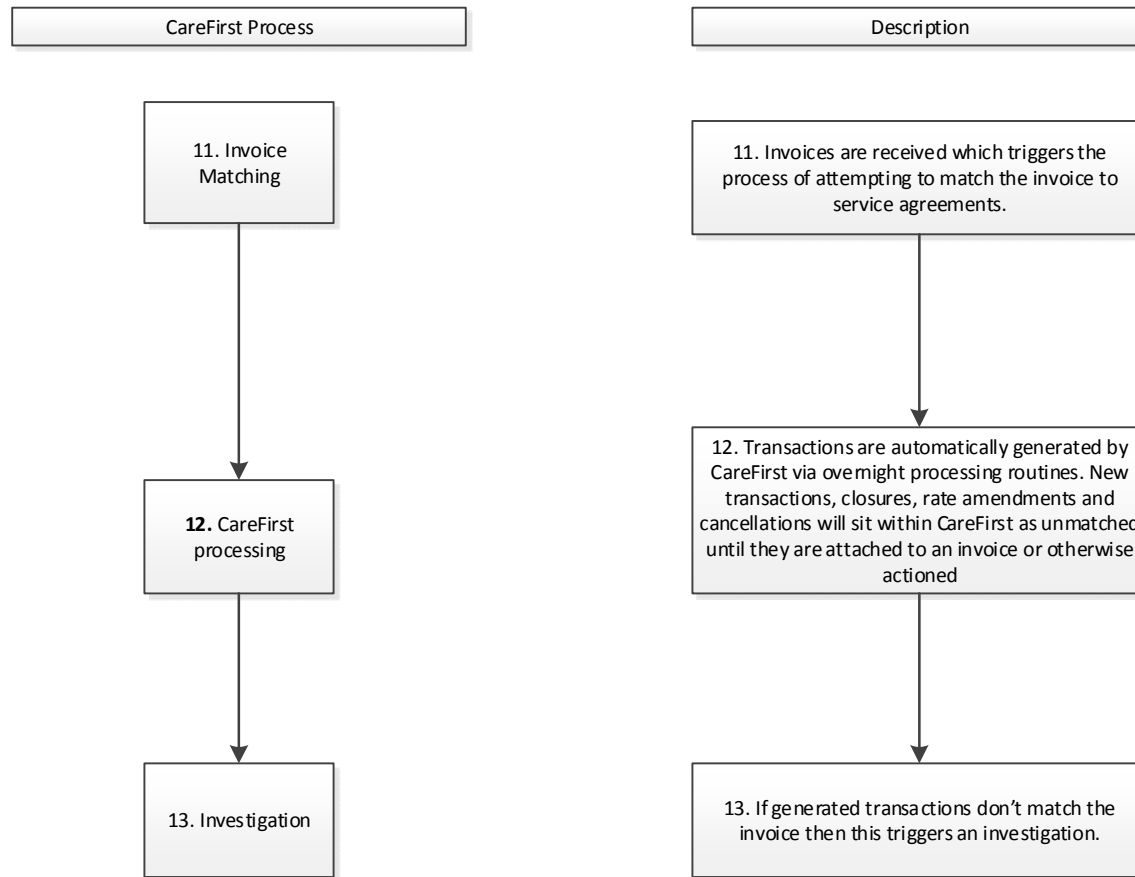 CareFirst Process
Description
11. Invoice
Matching
11. Invoices are received which triggers the
process of attempting to match the invoice to
service agreements.
12. CareFirst
processing
12. Transactions are automatically generated by
CareFirst via overnight processing routines. New
transactions, closures, rate amendments and
cancellations will sit within CareFirst as unmatched
until they are attached to an invoice or otherwise
actioned
13. Investigation
13. If generated transactions don’t match the
invoice then this triggers an investigation.